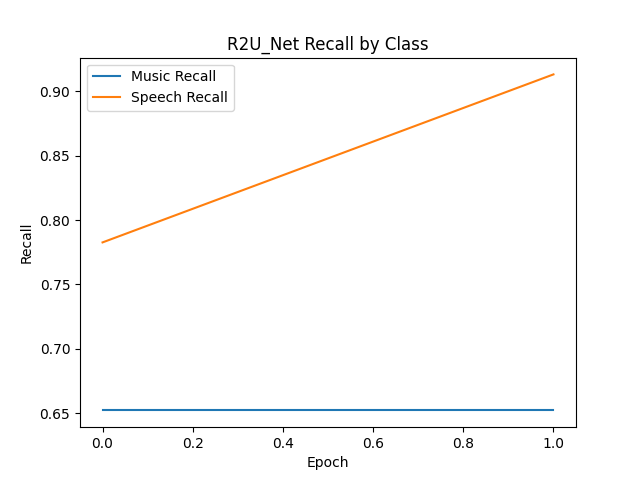 R2U_Net Recall by Class
Music Recall
Speech Recall
Recall
0.90
0.85
0.80
0.75
0.70
0.65
0.0 0.2 0.4 0.6 0.8 1.0
Epoch